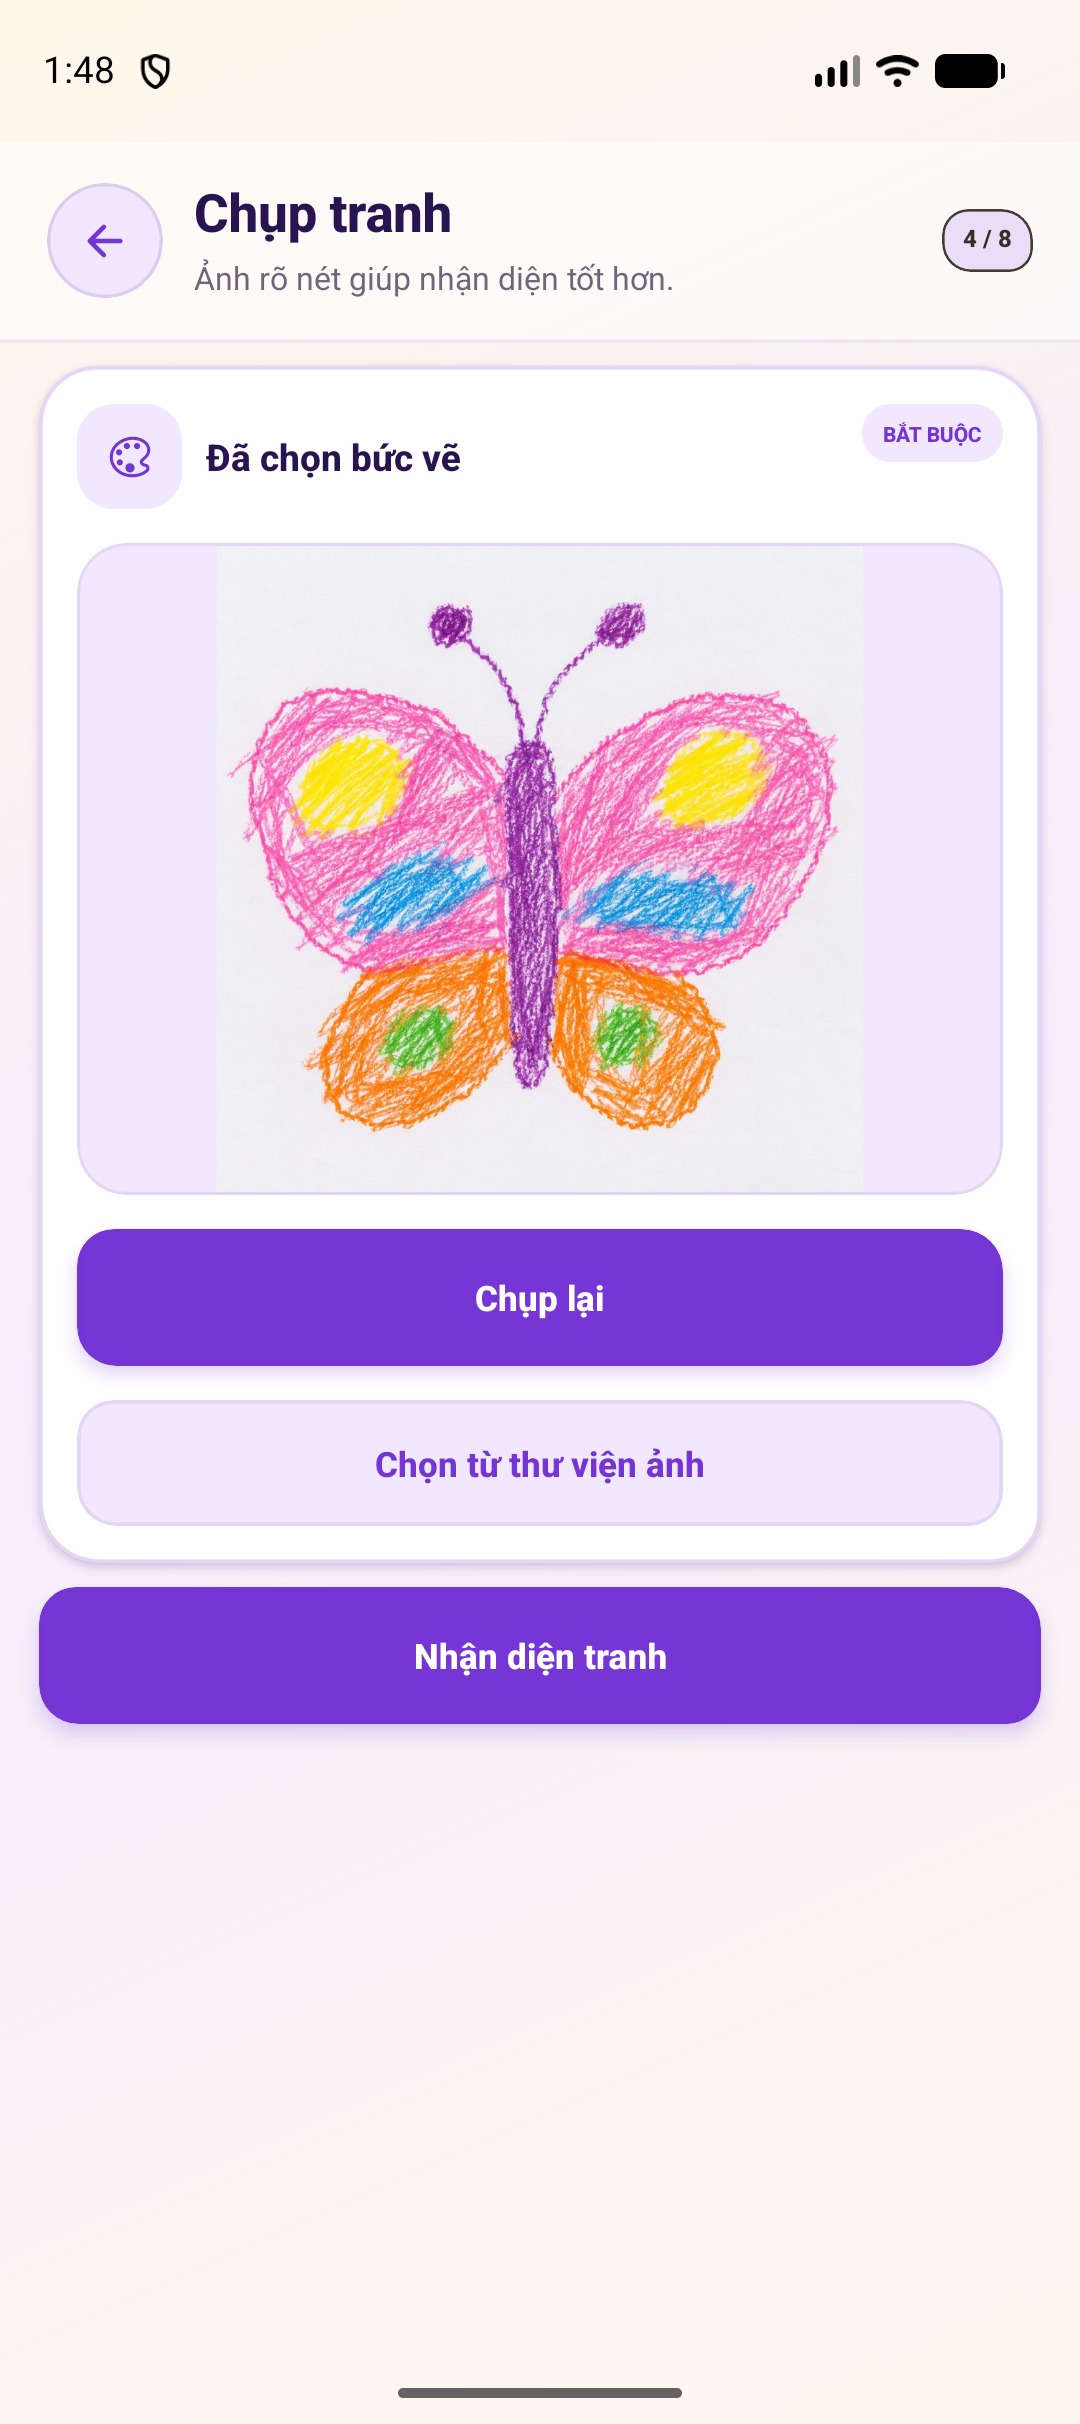 1:48
Chụp tranh
Ảnh rõ nét giúp nhận diện tốt hơn.
4 / 8
Đã chọn bức vẽ
BẮT BUỘC
Chụp lại
Chọn từ thư viện ảnh
Nhận diện tranh